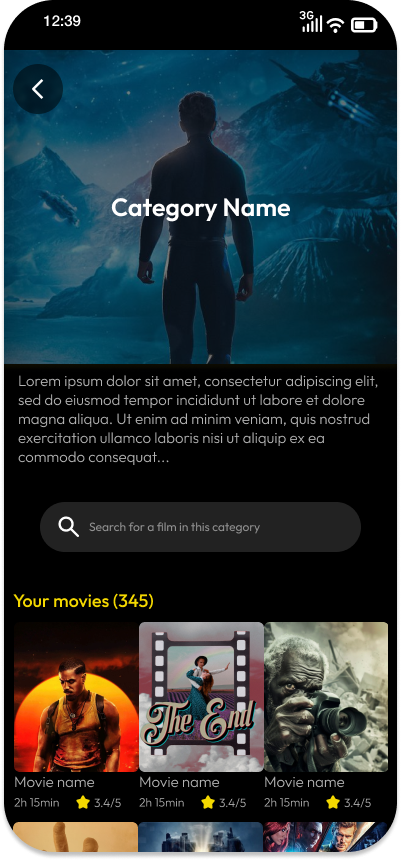 12:39
3G
Category Name
Lorem ipsum dolor sit amet, consectetur adipiscing elit,
sed do eiusmod tempor incididunt ut labore et dolore
magna aliqua. Ut enim ad minim veniam, quis nostrud
exercitation ullamco laboris nisi ut aliquip ex ea
commodo consequat...
Search for a film in this category
Your movies (345)
The End
Movie name Movie name Movie name
2h 15min 3.4/5 2h 15min 3.4/5 2h 15min 3.4/5